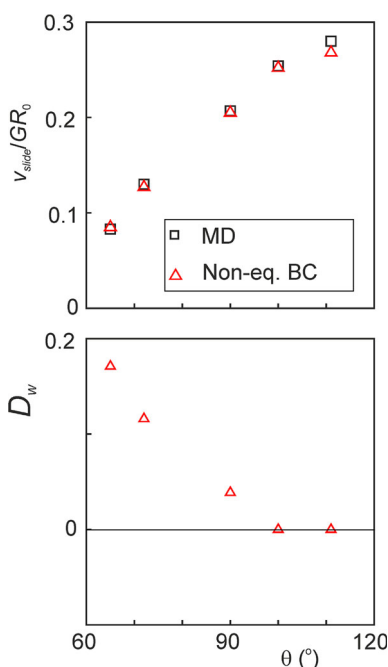 0.3
0.2
0.1
0
v_slide/GR_0
MD
Non-eq. BC
0.2
0
D_w
60
90
120
θ (°)